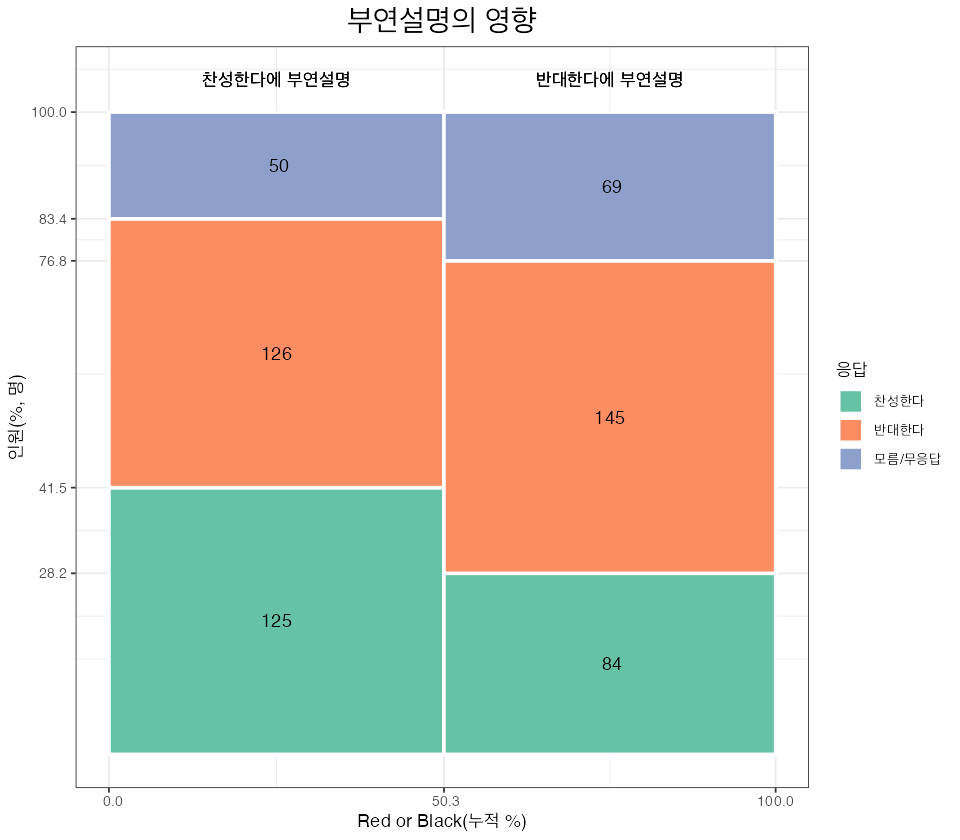 부연설명의 영향
찬성한다에 부연설명
반대한다에 부연설명
100.0
83.4
76.8
41.5
28.2
인원(%, 명)
50
69
126
145
125
84
응답
찬성한다
반대한다
모름/무응답
0.0
50.3
100.0
Red or Black(누적 %)